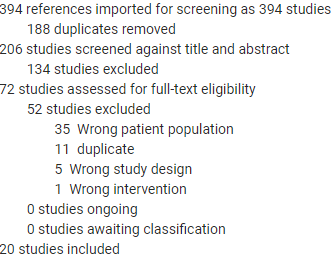 394 references imported for screening as 394 studies
188 duplicates removed
206 studies screened against title and abstract
134 studies excluded
72 studies assessed for full-text eligibility
52 studies excluded
35 Wrong patient population
11 duplicate
5 Wrong study design
1 Wrong intervention
0 studies ongoing
0 studies awaiting classification
20 studies included